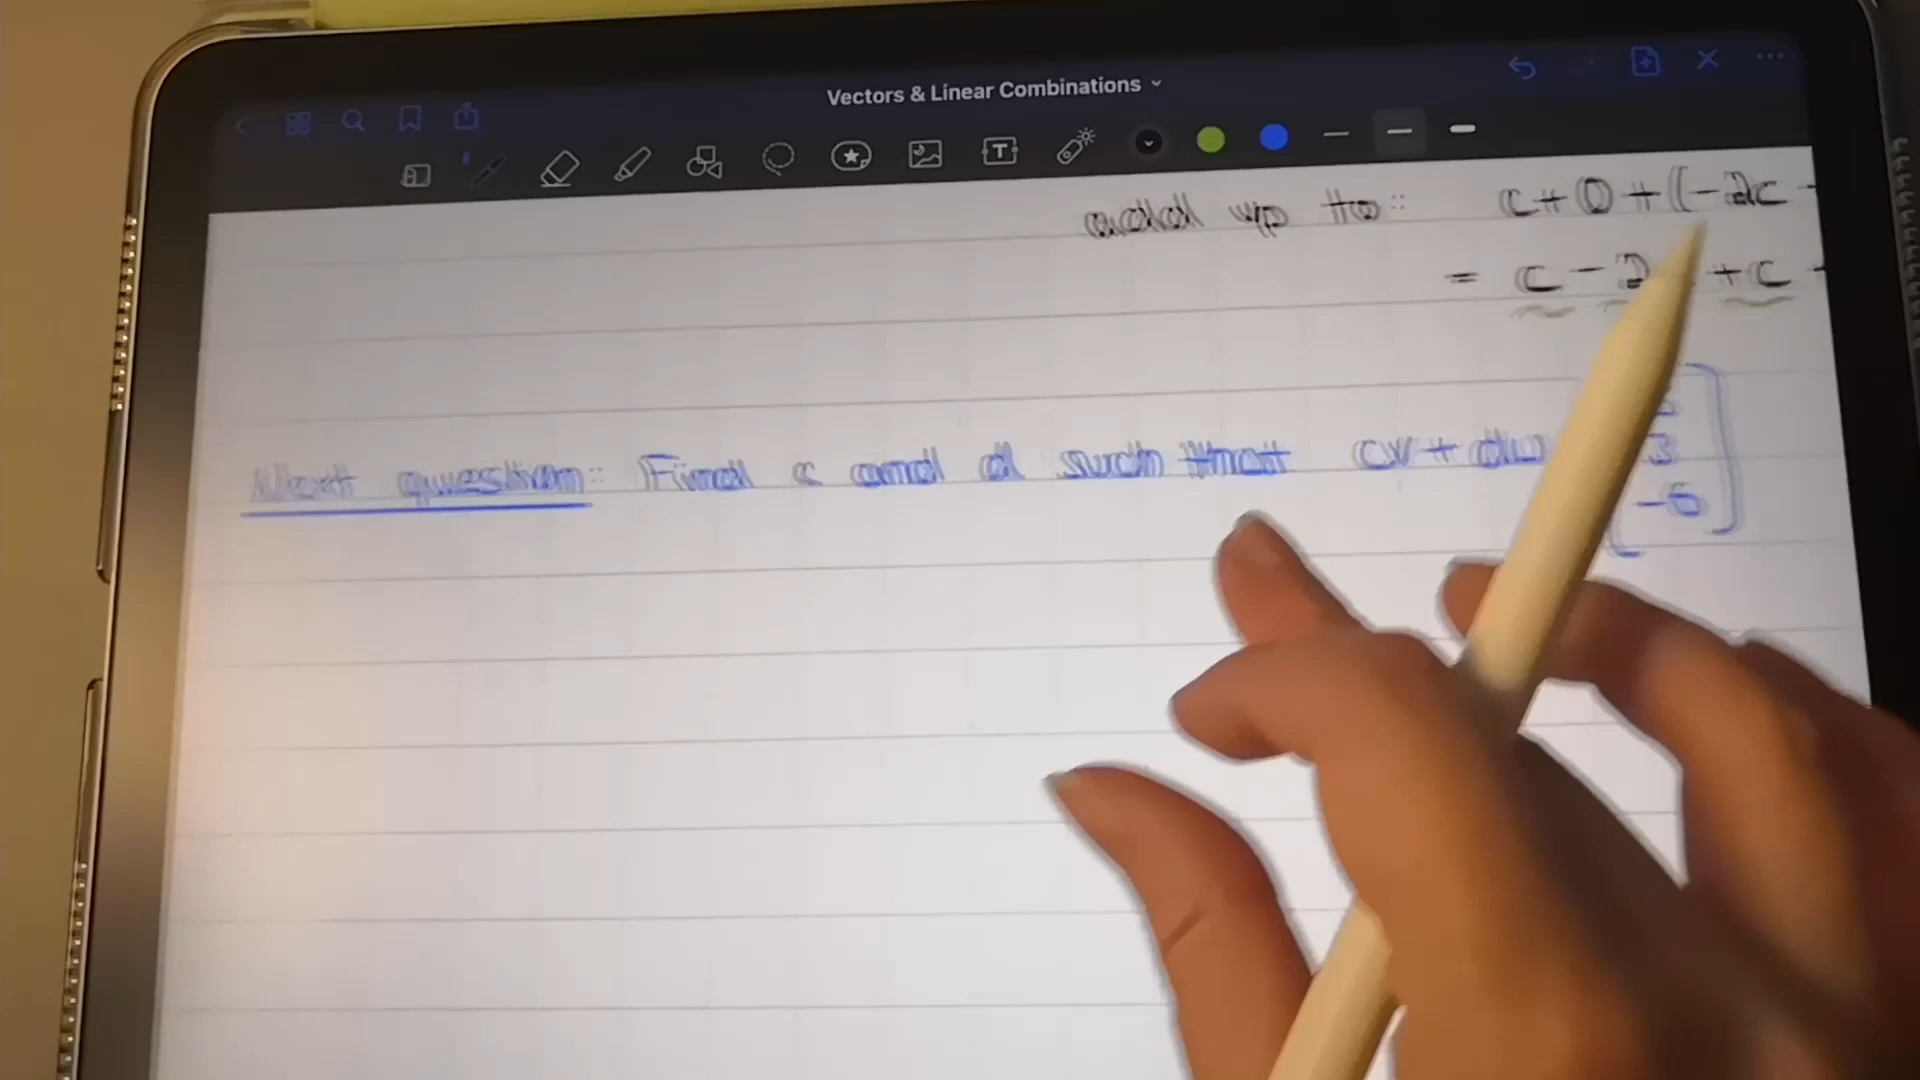 Vectors & Linear Combinations
add up to: c + 0 + (-2c
= c - 2 + c
Next question: Find c and d such that cv + dw
3
-6